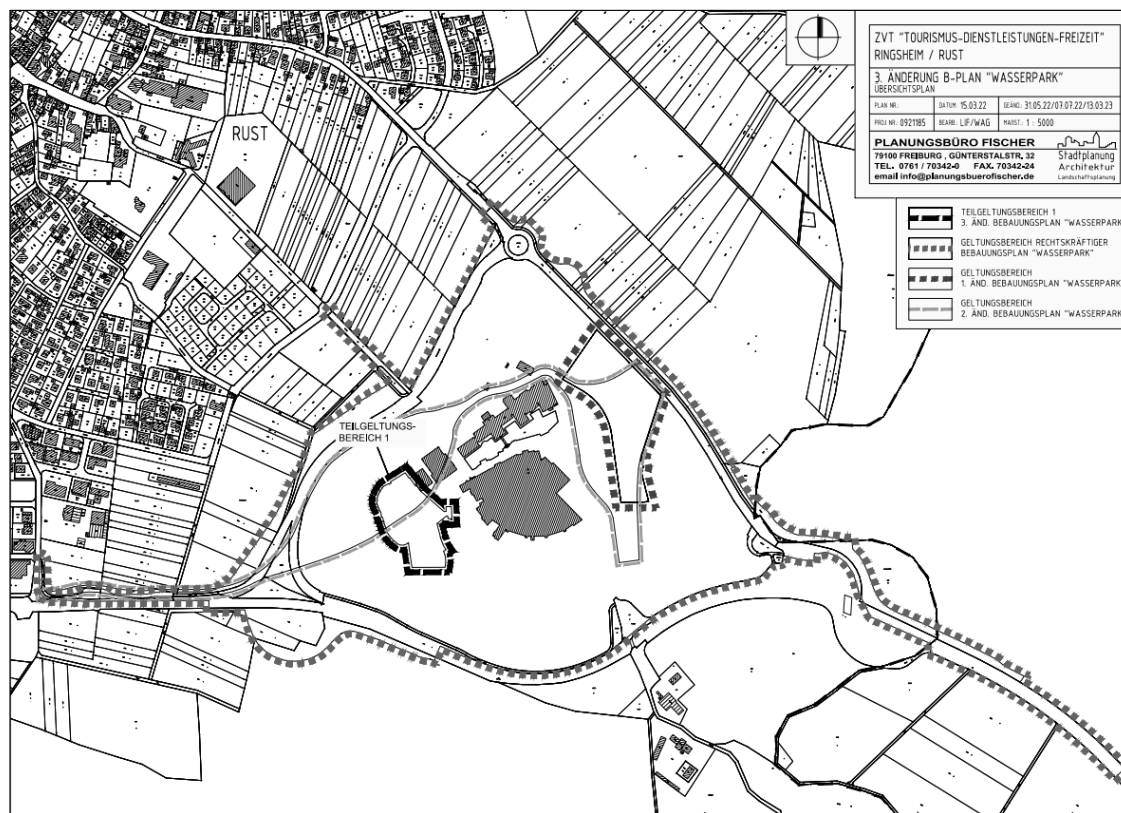 ZVT "TOURISMUS-DIENSTLEISTUNGEN-FREIZEIT"
RINGSHEIM / RUST
3. ÄNDERUNG B-PLAN "WASSERPARK"
ÜBERSICHTSPLAN
PLAN NR.: DATUM: 15.03.22 GEÄND.: 31.05.22/07.07.22/13.03.23
PROJ.NR.: 0921185 BEARB.: LIF/WAG MAßST.: 1 : 5000
PLANUNGSBÜRO FISCHER
79100 FREIBURG , GÜNTERSTALSTR. 32
TEL. 0761 / 70342-0 FAX. 70342-24
email info@planungsbuerofischer.de
Stadtplanung
Architektur
Landschaftsplanung
TEILGELTUNGSBEREICH 1
3. ÄND. BEBAUUNGSPLAN "WASSERPARK
GELTUNGSBEREICH RECHTSKRÄFTIGER
BEBAUUNGSPLAN "WASSERPARK"
GELTUNGSBEREICH
1. ÄND. BEBAUUNGSPLAN "WASSERPARK
GELTUNGSBEREICH
2. ÄND. BEBAUUNGSPLAN "WASSERPARK
RUST
TEILGELTUNGS-
BEREICH 1